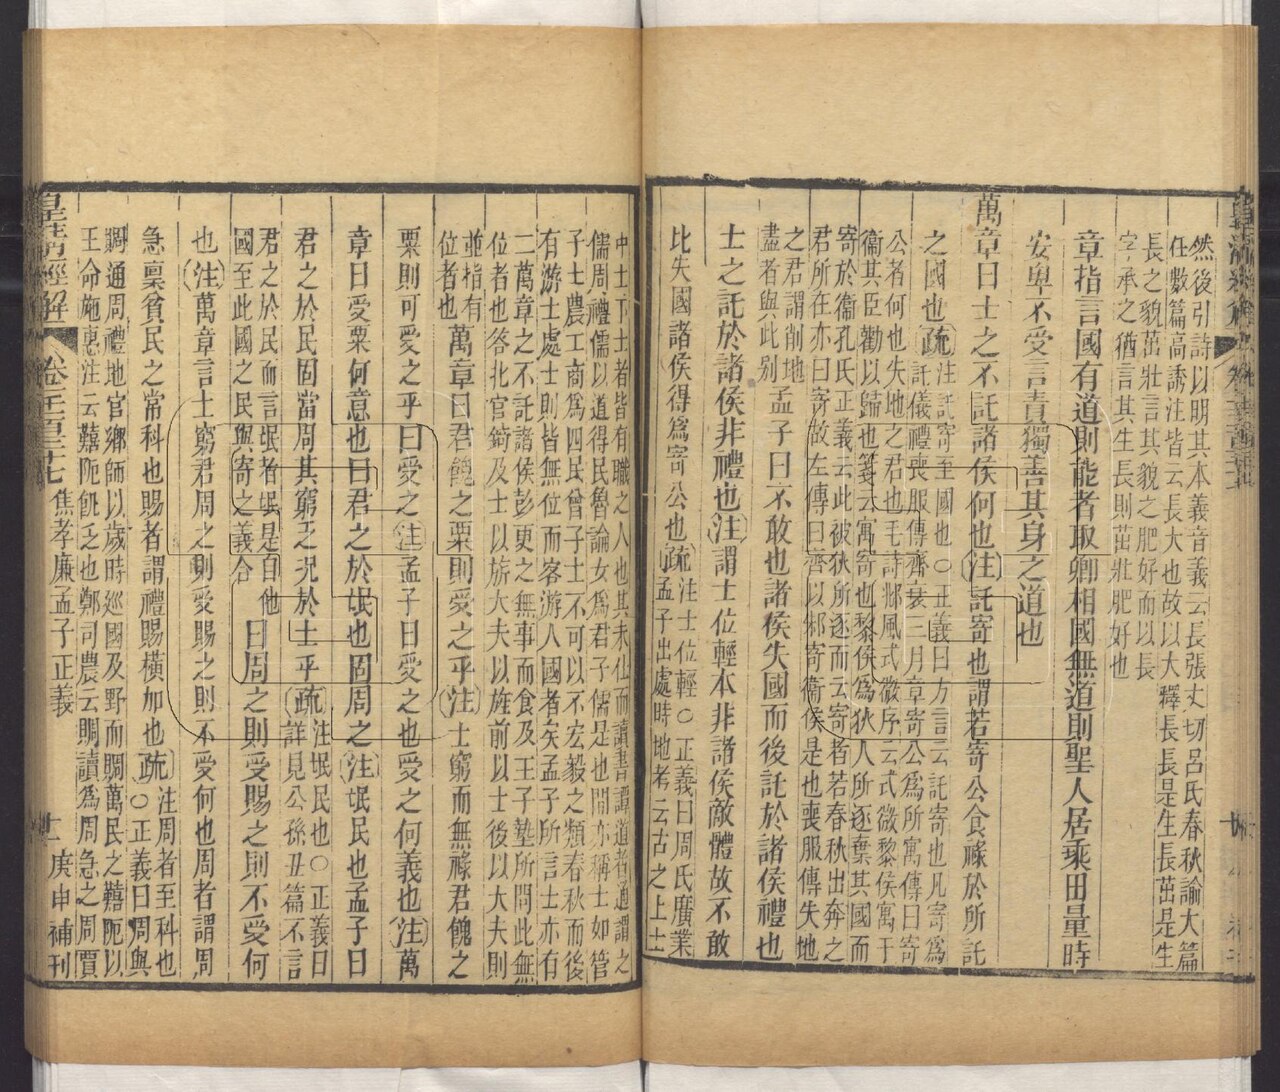 然後引詩以明其本義音義云長張丈切呂氏春秋諭大篇
任數篇高誘注皆云長大也故以大釋長長是生長茁是生
長之貌茁壯言其貌之肥好而以長
字承之猶言其生長則茁壯肥好也
章指言國有道則能者取卿相國無道則聖人居乘田量時
安卑不受言責獨善其身之道也
萬章曰士之不託諸侯何也注託寄也謂若寄公食祿於所託
之國也疏
注託寄至國也〇正義曰方言云託寄也凡寄爲
託儀禮喪服傳齊衰三月章寄公爲所寓傳曰寄
公者何也失地之君也毛詩邶風式微序云式微黎侯寓于
衞其臣勸以歸也箋云寓寄也黎侯爲狄人所逐棄其國而
寄於衞孔氏正義云此被狄所逐而云寄者若春秋出奔之
君所在亦曰寄故左傳曰齊以郲寄衞侯是也喪服傳失地
之君謂削地
盡者與此别
孟子曰不敢也諸侯失國而後託於諸侯禮也
士之託於諸侯非禮也注謂士位輕本非諸侯敵體故不敢
比失國諸侯得爲寄公也疏
注士位輕〇正義曰周氏廣業
孟子出處時地考云古之上士
中士下士者皆有職之人也其未仕而讀書譚道者通謂之
儒周禮儒以道得民魯論女爲君子儒是也間亦稱士如管
子士農工商爲四民曾子士不可以不宏毅之類春秋而後
有游士處士則皆無位而客游人國者矣孟子所言士亦有
二萬章之不託諸侯彭更之無事而食及王子墊所問此無
位者也答北宮錡及士以旂大夫以旌前以士後以大夫則
並指有
位者也
萬章曰君餽之粟則受之乎注士窮而無祿君餽之
粟則可受之乎曰受之注孟子曰受之也受之何義也注萬
章曰受粟何意也曰君之於氓也固周之注氓民也孟子曰
君之於民固當周其窮乏況於士乎疏
注氓民也〇正義曰
詳見公孫丑篇不言
君之於民而言氓者氓是自他
國至此國之民與寄之義合
曰周之則受賜之則不受何
也注萬章言士窮君周之則受賜之則不受何也周者謂周
急稟貧民之常科也賜者謂禮賜橫加也疏
注周者至科也
〇正義曰周與
賙通周禮地官鄉師以歲時巡國及野而賙萬民之囏阨以
王命施惠注云囏阨飢乏也鄭司農云賙讀爲周急之周賈
皇淸經解
卷千百三十七
焦孝廉孟子正義
二
庚申補刊